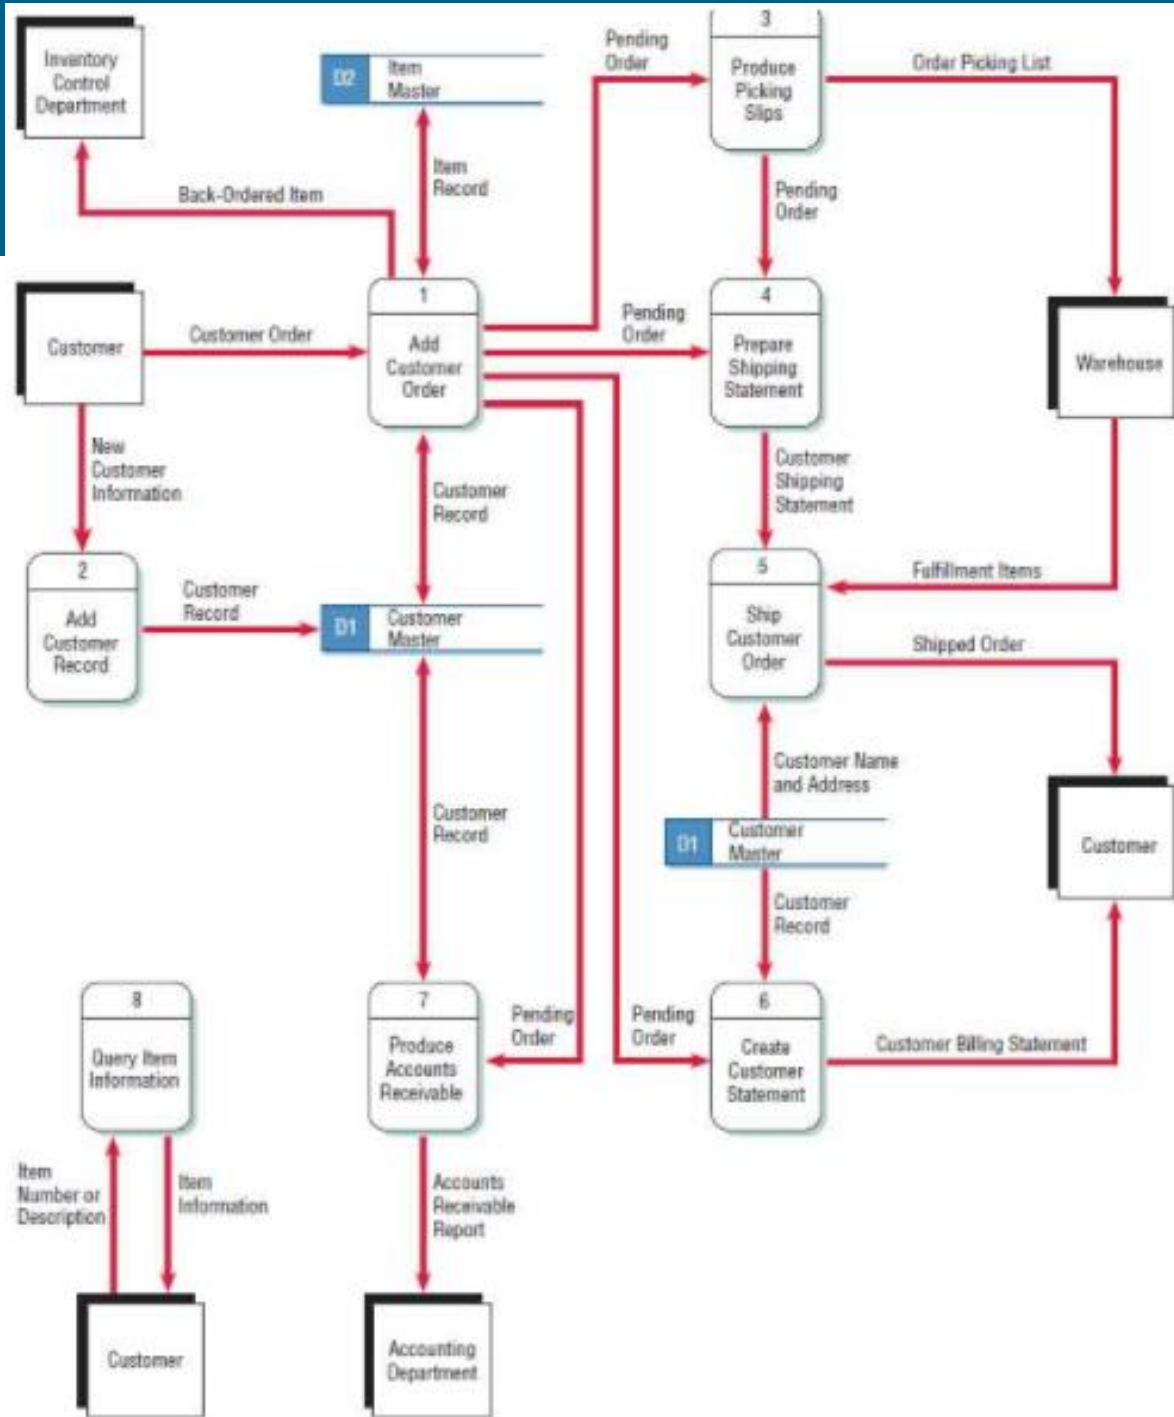 Inventory
Control
Department
D2
Item
Master
Pending
Order
3
Produce
Picking
Slips
Order Picking List
Back-Ordered Item
Item
Record
Pending
Order
Customer
Customer Order
1
Add
Customer
Order
Pending
Order
4
Prepare
Shipping
Statement
Warehouse
New
Customer
Information
Customer
Record
Customer
Shipping
Statement
2
Add
Customer
Record
Customer
Record
D1
Customer
Master
5
Ship
Customer
Order
Fulfillment Items
Shipped Order
Customer Name
and Address
Customer
Record
D1
Customer
Master
Customer
Customer
Record
8
Query Item
Information
7
Produce
Accounts
Receivable
Pending
Order
Pending
Order
6
Create
Customer
Statement
Customer Billing Statement
Item
Number or
Description
Item
Information
Accounts
Receivable
Report
Customer
Accounting
Department